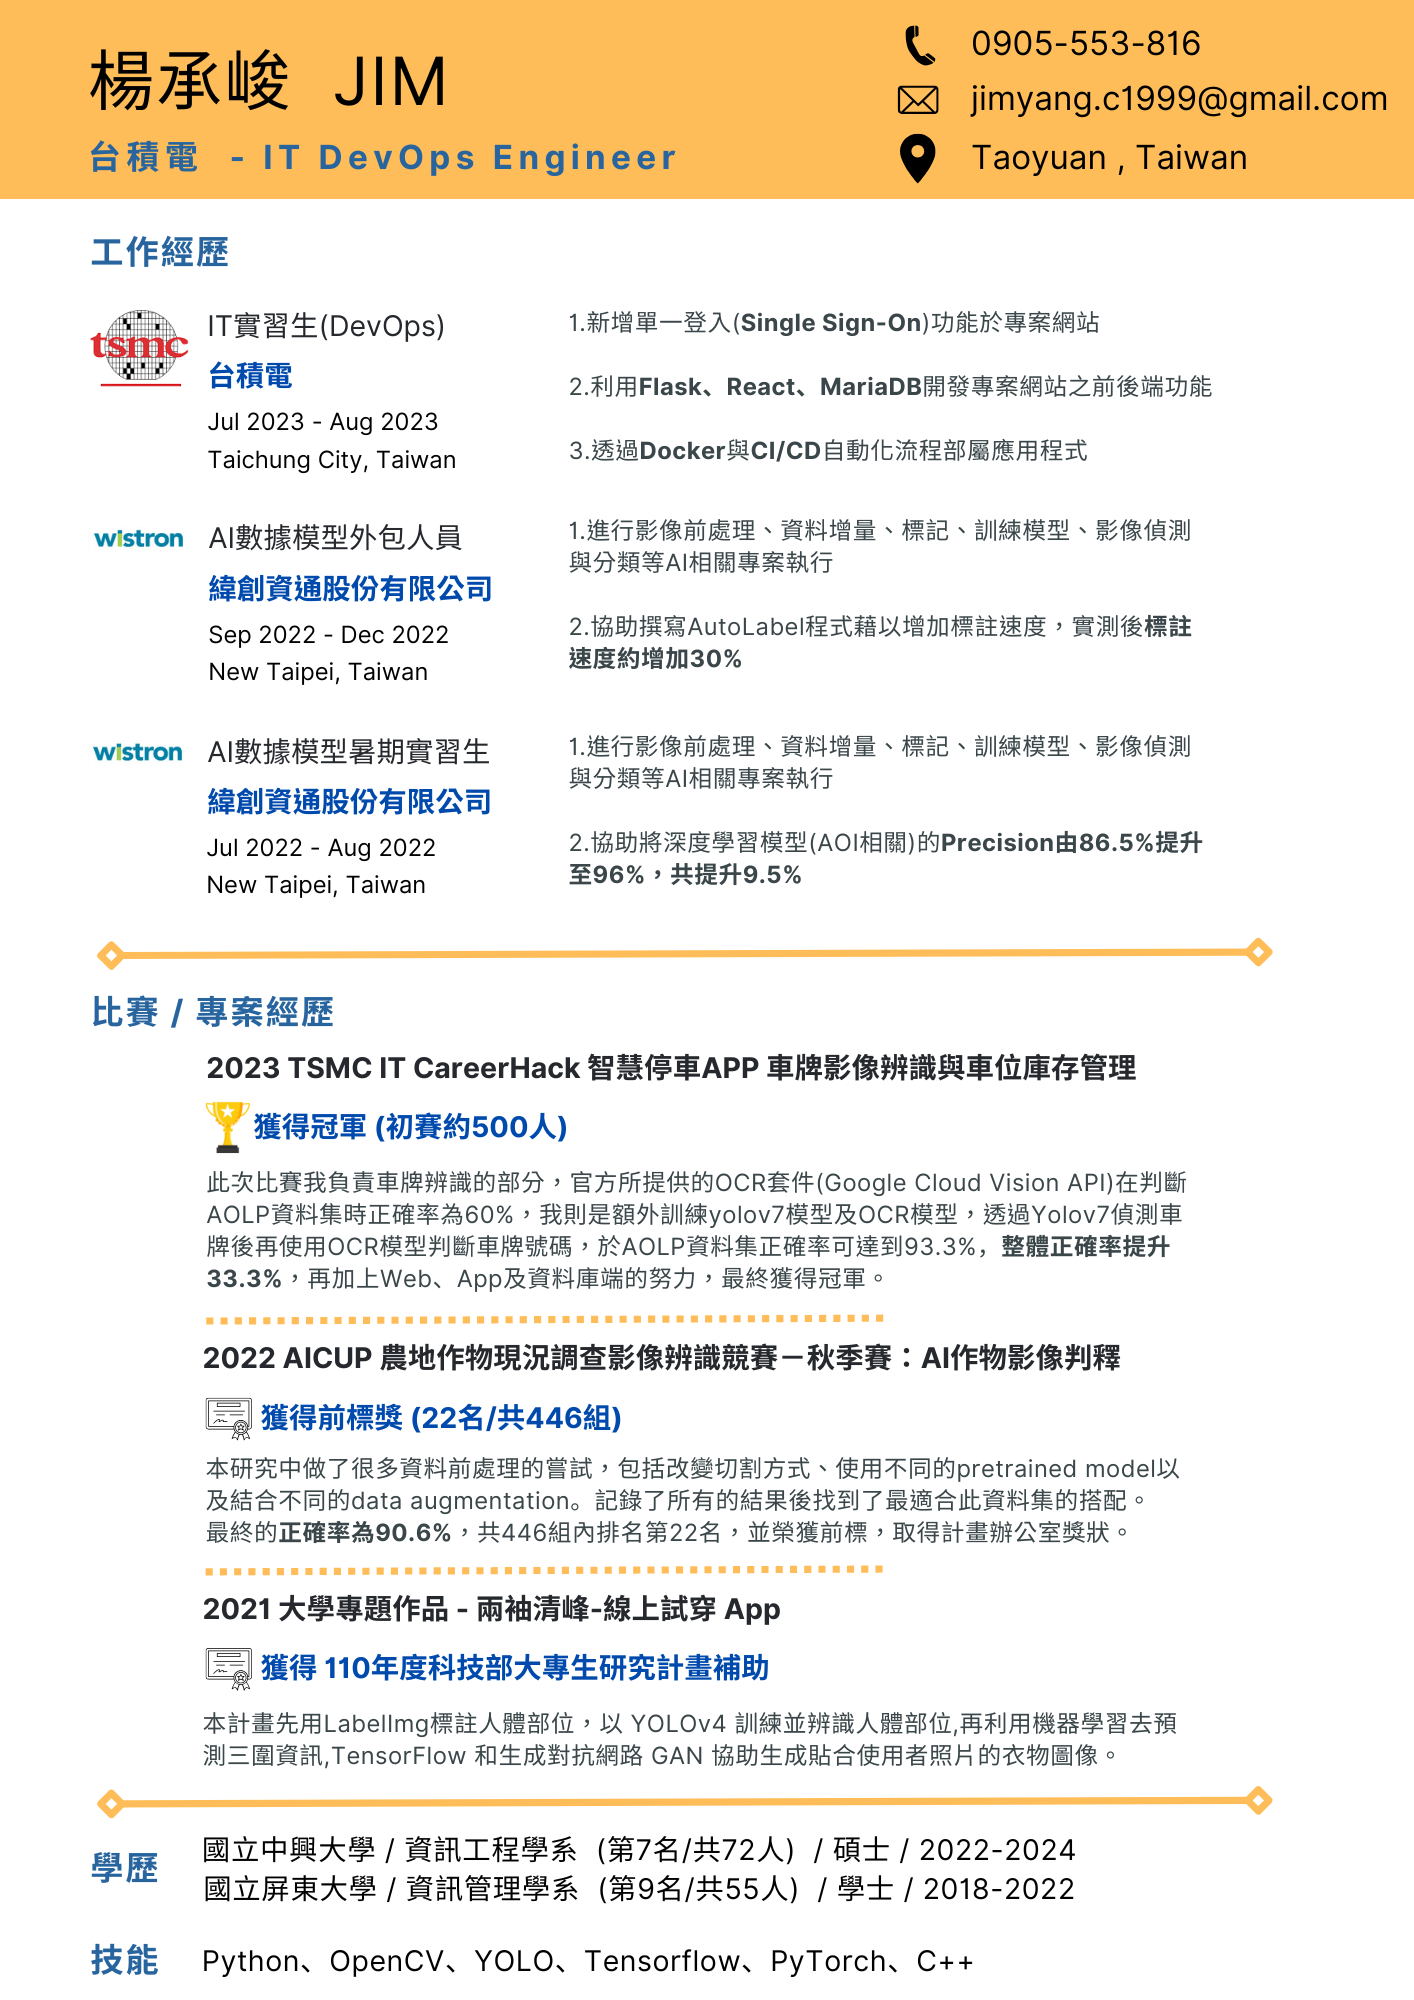 楊承峻 JIM
台積電 - IT DevOps Engineer
0905-553-816
jimyang.c1999@gmail.com
Taoyuan , Taiwan
工作經歷
tsmc
IT實習生(DevOps)
台積電
Jul 2023 - Aug 2023
Taichung City, Taiwan
1.新增單一登入(Single Sign-On)功能於專案網站
2.利用Flask、React、MariaDB開發專案網站之前後端功能
3.透過Docker與CI/CD自動化流程部屬應用程式
wistron
AI數據模型外包人員
緯創資通股份有限公司
Sep 2022 - Dec 2022
New Taipei, Taiwan
1.進行影像前處理、資料增量、標記、訓練模型、影像偵測
與分類等AI相關專案執行
2.協助撰寫AutoLabel程式藉以增加標註速度，實測後標註
速度約增加30%
wistron
AI數據模型暑期實習生
緯創資通股份有限公司
Jul 2022 - Aug 2022
New Taipei, Taiwan
1.進行影像前處理、資料增量、標記、訓練模型、影像偵測
與分類等AI相關專案執行
2.協助將深度學習模型(AOI相關)的Precision由86.5%提升
至96%，共提升9.5%
比賽 / 專案經歷
2023 TSMC IT CareerHack 智慧停車APP 車牌影像辨識與車位庫存管理
獲得冠軍 (初賽約500人)
此次比賽我負責車牌辨識的部分，官方所提供的OCR套件(Google Cloud Vision API)在判斷
AOLP資料集時正確率為60%，我則是額外訓練yolov7模型及OCR模型，透過Yolov7偵測車
牌後再使用OCR模型判斷車牌號碼，於AOLP資料集正確率可達到93.3%，整體正確率提升
33.3%，再加上Web、App及資料庫端的努力，最終獲得冠軍。
2022 AICUP 農地作物現況調查影像辨識競賽－秋季賽：AI作物影像判釋
獲得前標獎 (22名/共446組)
本研究中做了很多資料前處理的嘗試，包括改變切割方式、使用不同的pretrained model以
及結合不同的data augmentation。記錄了所有的結果後找到了最適合此資料集的搭配。
最終的正確率為90.6%，共446組內排名第22名，並榮獲前標，取得計畫辦公室獎狀。
2021 大學專題作品 - 兩袖清峰-線上試穿 App
獲得 110年度科技部大專生研究計畫補助
本計畫先用LabelImg標註人體部位，以 YOLOv4 訓練並辨識人體部位,再利用機器學習去預
測三圍資訊,TensorFlow 和生成對抗網路 GAN 協助生成貼合使用者照片的衣物圖像。
學歷
國立中興大學 / 資訊工程學系 (第7名/共72人) / 碩士 / 2022-2024
國立屏東大學 / 資訊管理學系 (第9名/共55人) / 學士 / 2018-2022
技能
Python、OpenCV、YOLO、Tensorflow、PyTorch、C++